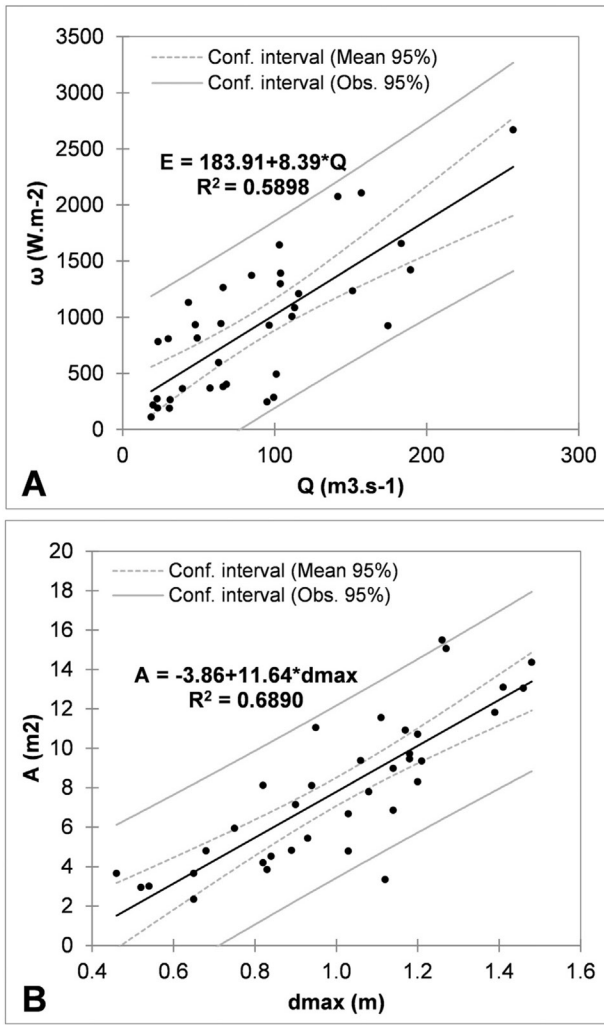 3500
3000
2500
2000
1500
1000
500
0
ω (W.m-2)
Conf. interval (Mean 95%)
Conf. interval (Obs. 95%)
E = 183.91+8.39*Q
R² = 0.5898
0 100 200 300
Q (m3.s-1)
A
20
18
16
14
12
10
8
6
4
2
0
A (m2)
Conf. interval (Mean 95%)
Conf. interval (Obs. 95%)
A = -3.86+11.64*dmax
R² = 0.6890
0.4 0.6 0.8 1.0 1.2 1.4 1.6
dmax (m)
B